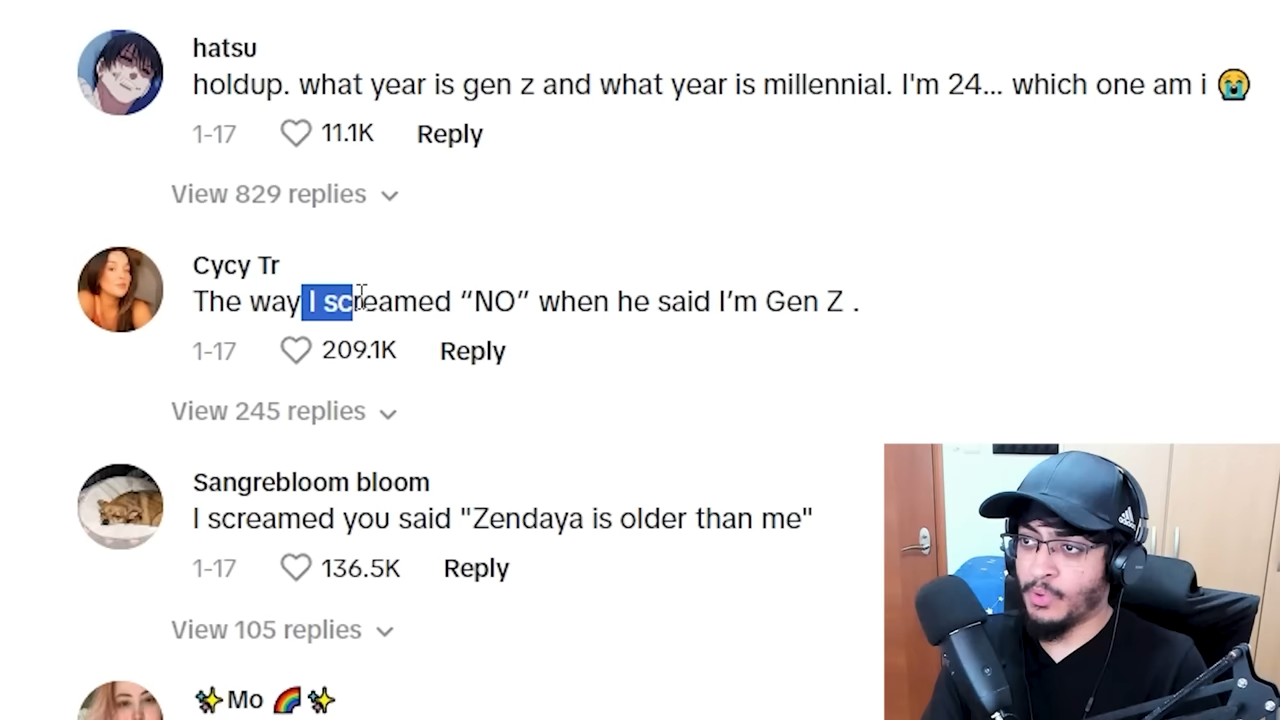 hatsu
holdup. what year is gen z and what year is millennial. I'm 24... which one am i 😭
1-17 11.1K Reply
View 829 replies
Cycy Tr
The way I screamed “NO” when he said I’m Gen Z .
1-17 209.1K Reply
View 245 replies
Sangrebloom bloom
I screamed you said "Zendaya is older than me"
1-17 136.5K Reply
View 105 replies
✨Mo 🌈✨
adidas